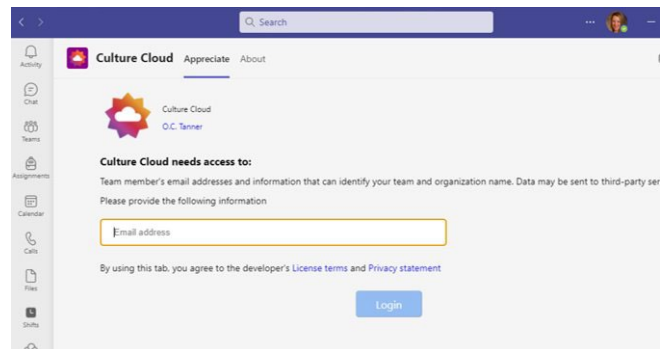 Search
Activity
Culture Cloud Appreciate About
Chat
Culture Cloud
O.C. Tanner
Teams
Culture Cloud needs access to:
Assignments
Team member's email addresses and information that can identify your team and organization name. Data may be sent to third-party ser
Please provide the following information
Calendar
Email address
Calls
By using this tab, you agree to the developer's License terms and Privacy statement
Files
Login
Shifts